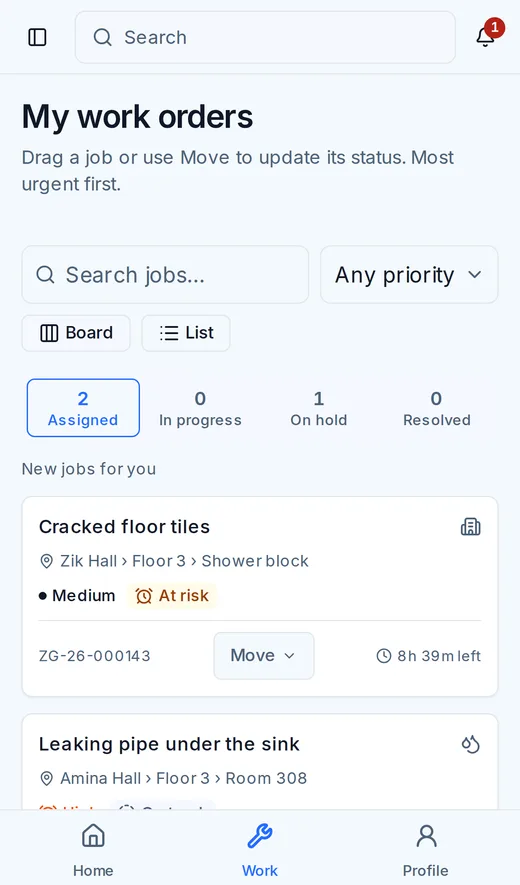 Search
1
My work orders
Drag a job or use Move to update its status. Most
urgent first.
Search jobs...
Any priority
Board
List
2
Assigned
0
In progress
1
On hold
0
Resolved
New jobs for you
Cracked floor tiles
Zik Hall › Floor 3 › Shower block
Medium
At risk
ZG-26-000143
Move
8h 39m left
Leaking pipe under the sink
Amina Hall › Floor 3 › Room 308
Home
Work
Profile